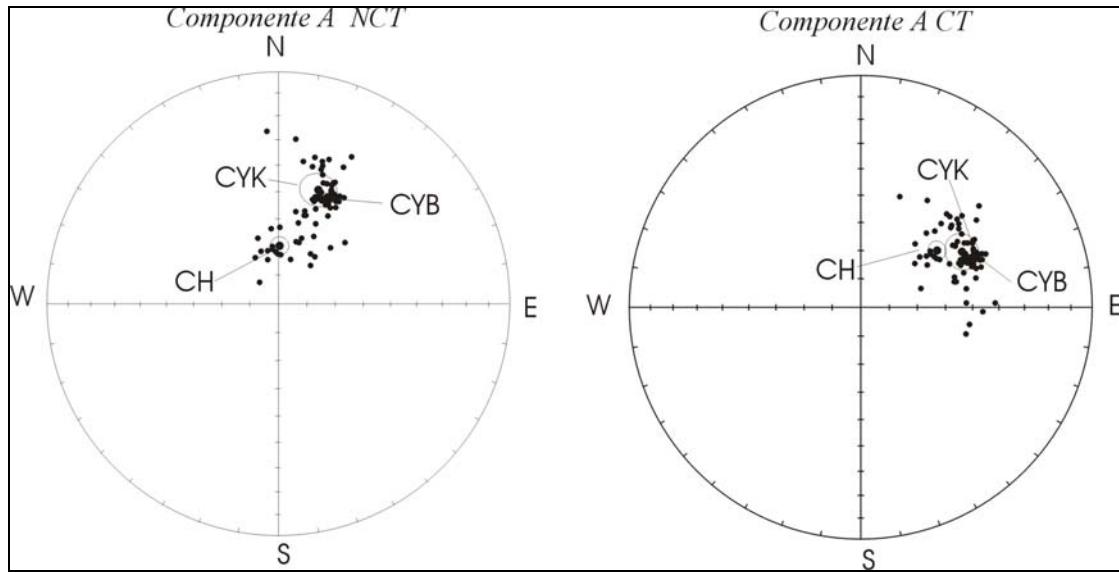 Componente A NCT
N
CYK
CYB
CH
W
E
S
Componente A CT
N
CYK
CH
CYB
W
E
S